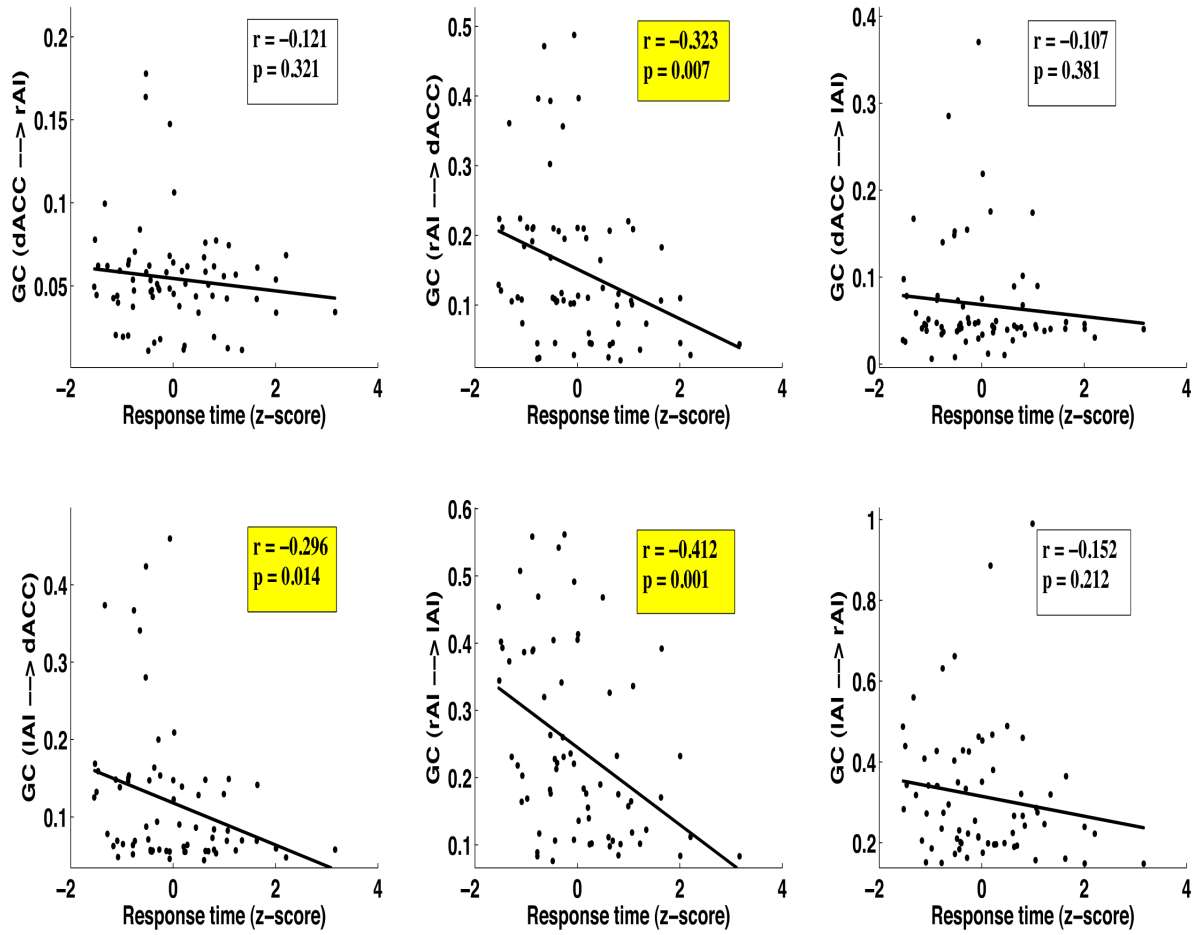 GC (dACC −−> rAI)
0.2
0.15
0.1
0.05
r = −0.121
p = 0.321
−2 0 2 4
Response time (z−score)
GC (rAI −−> dACC)
0.5
0.4
0.3
0.2
0.1
r = −0.323
p = 0.007
−2 0 2 4
Response time (z−score)
GC (dACC −−> lAI)
0.4
0.3
0.2
0.1
0
r = −0.107
p = 0.381
−2 0 2 4
Response time (z−score)
GC (lAI −−> dACC)
0.4
0.3
0.2
0.1
r = −0.296
p = 0.014
−2 0 2 4
Response time (z−score)
GC (rAI −−> lAI)
0.6
0.5
0.4
0.3
0.2
0.1
r = −0.412
p = 0.001
−2 0 2 4
Response time (z−score)
GC (lAI −−> rAI)
1
0.8
0.6
0.4
0.2
r = −0.152
p = 0.212
−2 0 2 4
Response time (z−score)